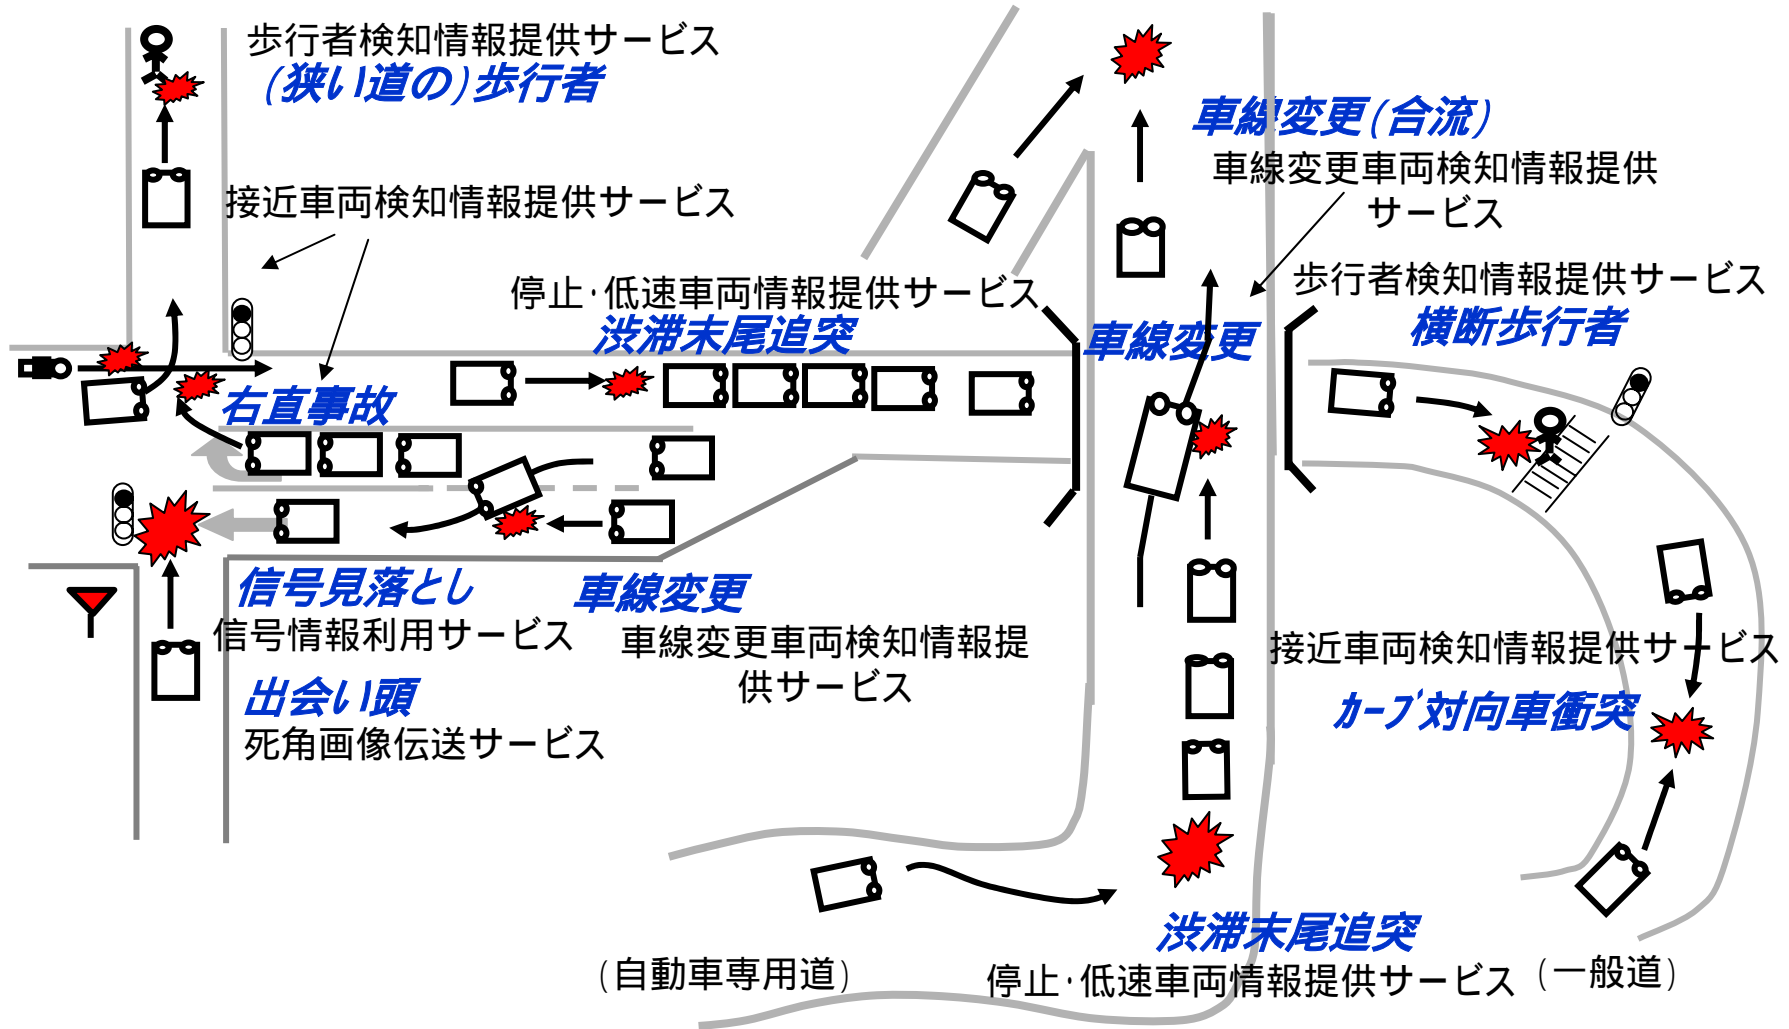 歩行者検知情報提供サービス
(狭い道の)歩行者
接近車両検知情報提供サービス
車線変更(合流)
車線変更車両検知情報提供
サービス
停止･低速車両情報提供サービス
渋滞末尾追突
車線変更
歩行者検知情報提供サービス
横断歩行者
右直事故
信号見落とし
信号情報利用サービス
出会い頭
死角画像伝送サービス
車線変更
車線変更車両検知情報提
供サービス
接近車両検知情報提供サービス
ｶｰﾌﾞ対向車衝突
渋滞末尾追突
停止･低速車両情報提供サービス
(自動車専用道)
(一般道)